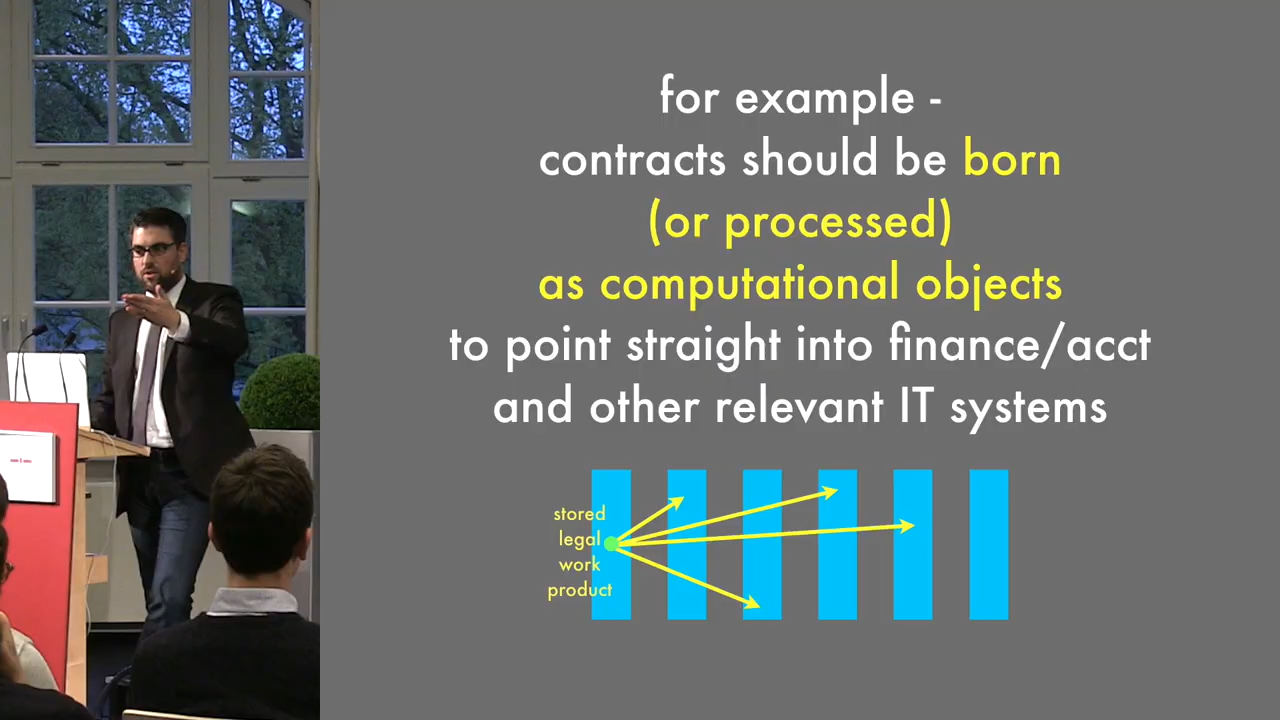 for example -
contracts should be born
(or processed)
as computational objects
to point straight into finance/acct
and other relevant IT systems
stored
legal
work
product